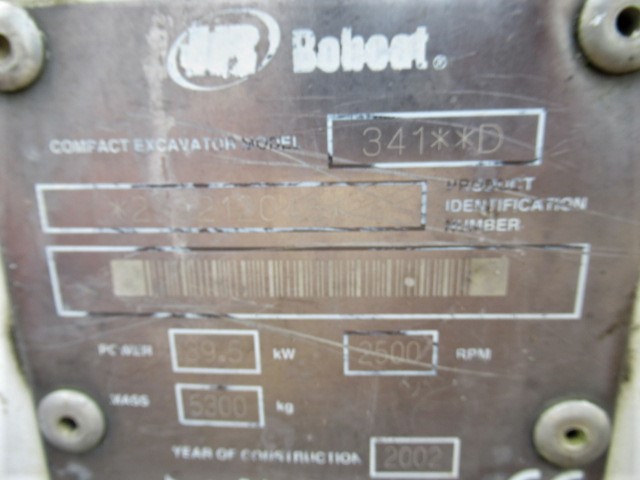 Bobcat®
COMPACT EXCAVATOR MODEL 341**D
PRODUCT
IDENTIFICATION
NUMBER
POWER 39.5 kW 2500 RPM
MASS 5300 kg
YEAR OF CONSTRUCTION 2002